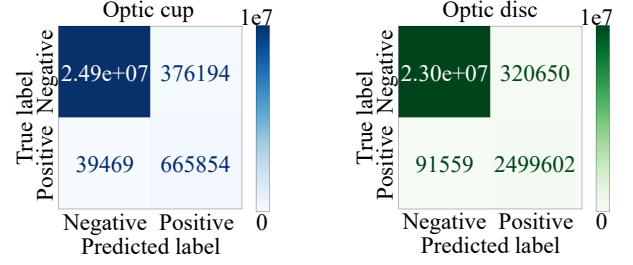 Optic cup
1e7
True label
Negative
Positive
2.49e+07 376194
39469 665854
0
Negative Positive
Predicted label
Optic disc
1e7
True label
Negative
Positive
2.30e+07 320650
91559 2499602
0
Negative Positive
Predicted label